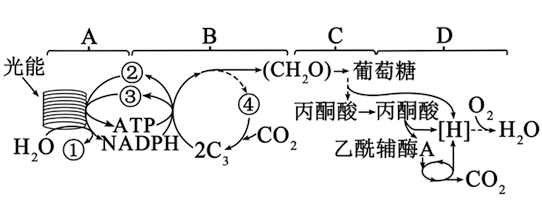 A B C D
光能
② (CH₂O) 葡萄糖
③ O₂
ATP ④ 丙酮酸 丙酮酸 [H] H₂O
H₂O ① NADPH 2C₃ CO₂ 乙酰辅酶A
CO₂